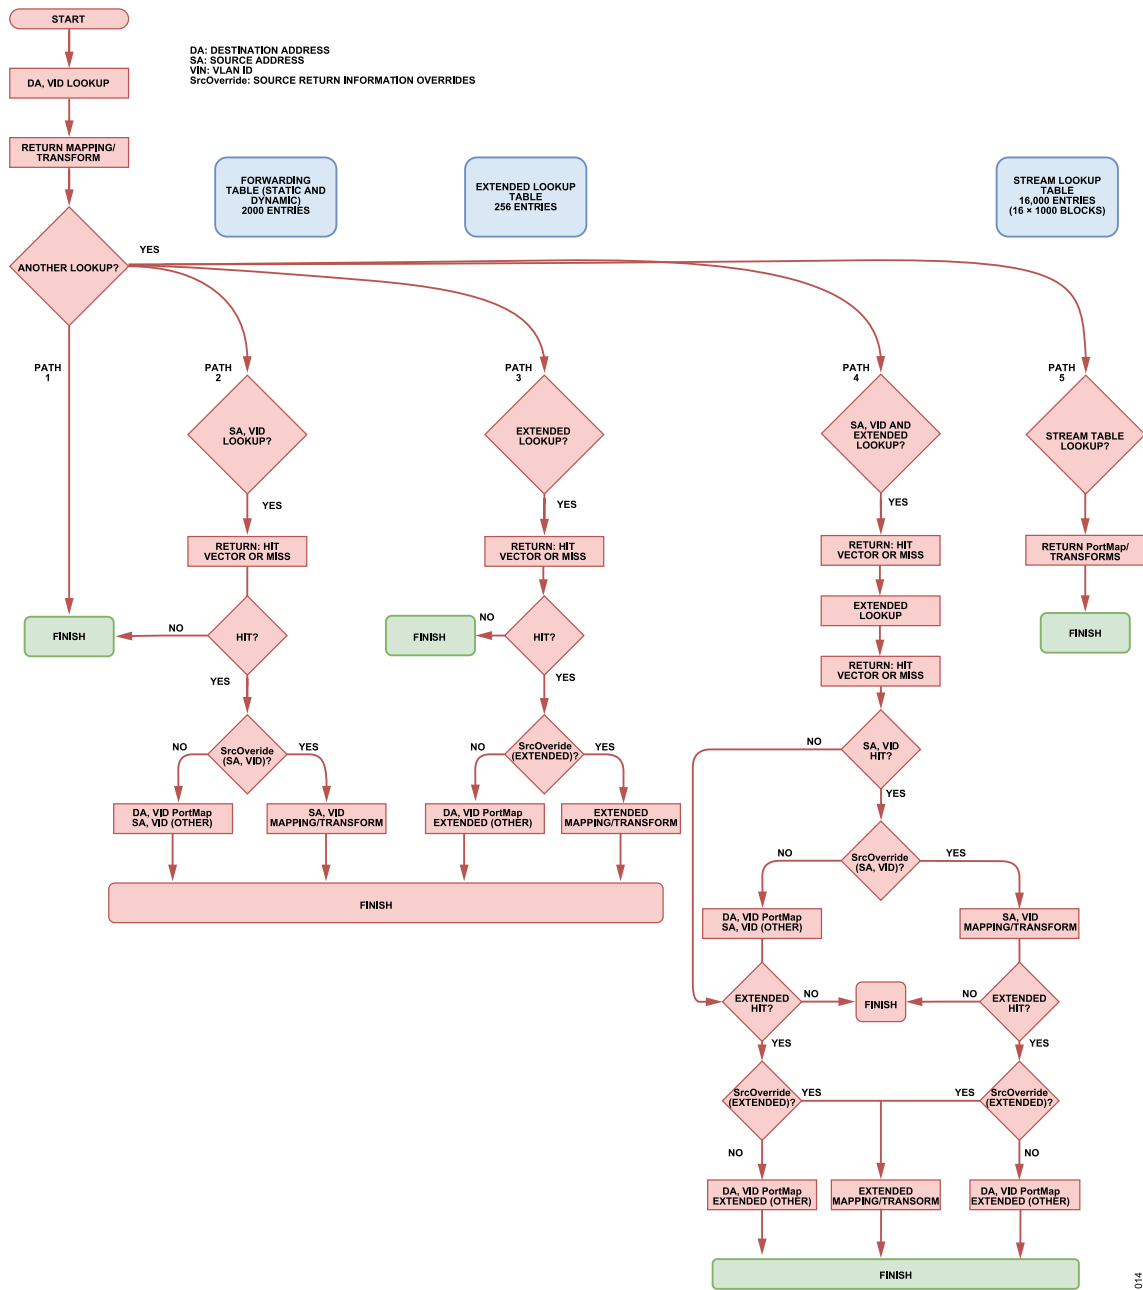 START
DA: DESTINATION ADDRESS
SA: SOURCE ADDRESS
VIN: VLAN ID
SrcOverride: SOURCE RETURN INFORMATION OVERRIDES
DA, VID LOOKUP
RETURN MAPPING/
TRANSFORM
FORWARDING
TABLE (STATIC AND
DYNAMIC)
2000 ENTRIES
EXTENDED LOOKUP
TABLE
256 ENTRIES
STREAM LOOKUP
TABLE
16,000 ENTRIES
(16 × 1000 BLOCKS)
ANOTHER LOOKUP?
YES
PATH
1
PATH
2
PATH
3
PATH
4
PATH
5
SA, VID
LOOKUP?
EXTENDED
LOOKUP?
SA, VID AND
EXTENDED
LOOKUP?
STREAM TABLE
LOOKUP?
YES
YES
YES
RETURN: HIT
VECTOR OR MISS
RETURN: HIT
VECTOR OR MISS
RETURN: HIT
VECTOR OR MISS
RETURN PortMap/
TRANSFORMS
EXTENDED
LOOKUP
FINISH
NO
HIT?
FINISH
NO
HIT?
FINISH
RETURN: HIT
VECTOR OR MISS
YES
YES
NO
SrcOveride
(SA, VID)?
YES
NO
SrcOveride
(EXTENDED)?
YES
NO
SA, VID
HIT?
YES
DA, VID PortMap
SA, VID (OTHER)
SA, VID
MAPPING/TRANSFORM
DA, VID PortMap
EXTENDED (OTHER)
EXTENDED
MAPPING/TRANSFORM
FINISH
NO
SrcOverride
(SA, VID)?
YES
DA, VID PortMap
SA, VID (OTHER)
SA, VID
MAPPING/TRANSFORM
EXTENDED
HIT?
NO
FINISH
NO
EXTENDED
HIT?
YES
YES
SrcOverride
(EXTENDED)?
YES
YES
SrcOverride
(EXTENDED)?
NO
NO
DA, VID PortMap
EXTENDED (OTHER)
EXTENDED
MAPPING/TRANSORM
DA, VID PortMap
EXTENDED (OTHER)
FINISH
014